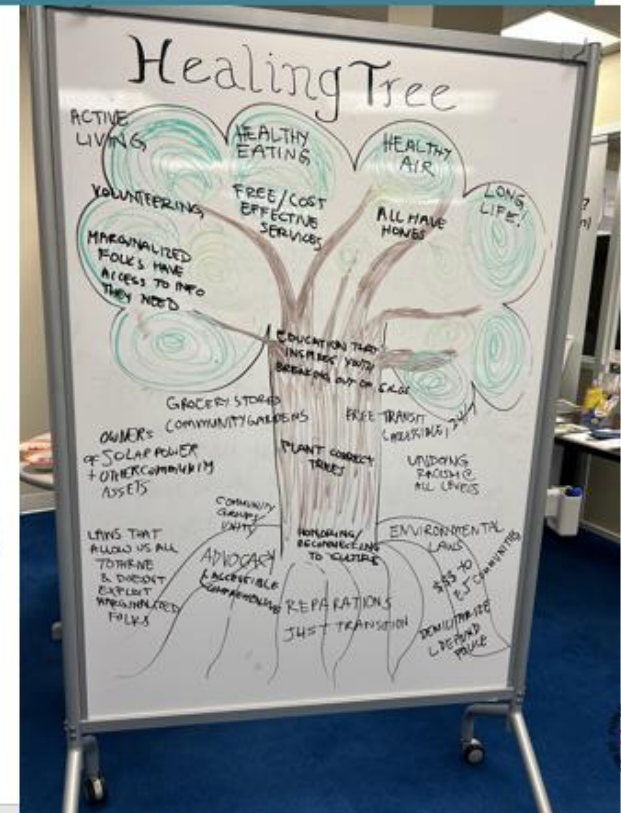 Healing Tree
ACTIVE
LIVING
HEALTHY
EATING
HEALTHY
AIR
LONG
LIFE!
VOLUNTEERING
FREE/COST
EFFECTIVE
SERVICES
ALL HAVE
HOMES
MARGINALIZED
FOLKS HAVE
ACCESS TO INFO
THEY NEED
EDUCATION THAT
INSPIRES YOUTH
BREAKING OUT OF SILOS
GROCERY STORES
COMMUNITY GARDENS
FREE TRANSIT
ACCESSIBLE, 24/7
OWNERS
OF SOLAR POWER
+ OTHER COMMUNITY
ASSETS
PLANT CORRECT
TREES
UNDOING
RACISM @
ALL LEVELS
COMMUNITY
GROUPS
UNITY
HONORING/
RECONNECTING
TO CULTURE
ENVIRONMENTAL
LAWS
LAWS THAT
ALLOW US ALL
TO THRIVE
& DOESN'T
EXPLOIT
MARGINALIZED
FOLKS
ADVOCACY
ACCESSIBLE
REPARATIONS
JUST TRANSITION
$$$ TO
EJ COMMUNITIES
DEMILITARIZE
DEFUND
POLICE